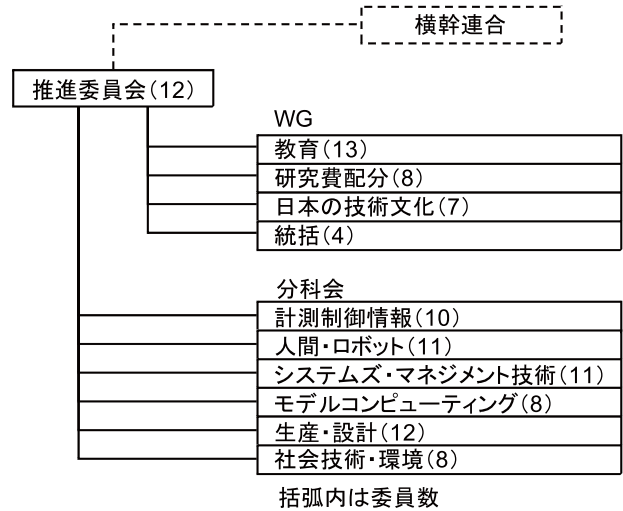 横幹連合
推進委員会(12)
WG
教育(13)
研究費配分(8)
日本の技術文化(7)
統括(4)
分科会
計測制御情報(10)
人間・ロボット(11)
システムズ・マネジメント技術(11)
モデルコンピューティング(8)
生産・設計(12)
社会技術・環境(8)
括弧内は委員数